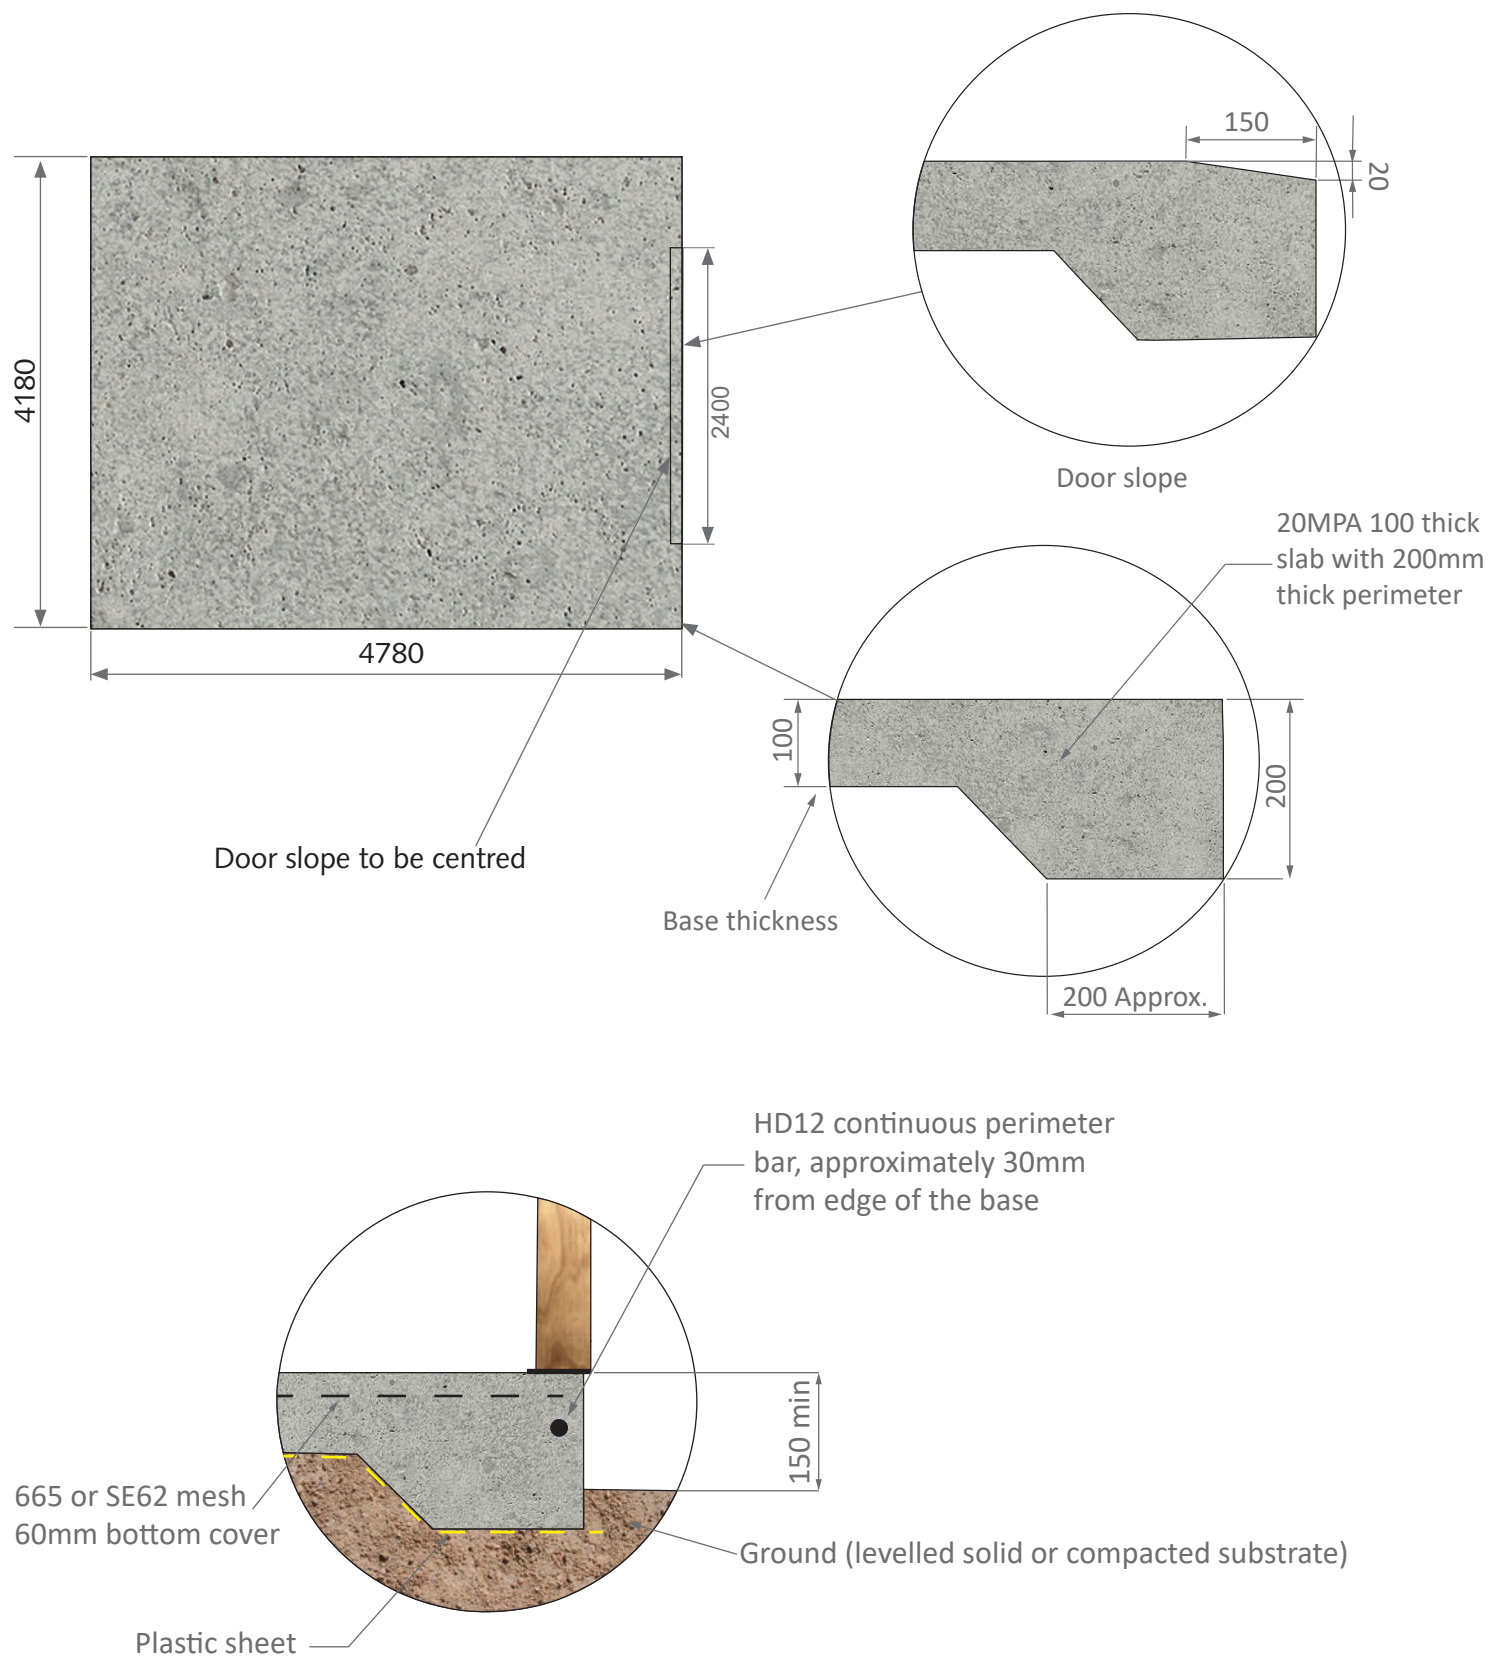 150
20
4180
2400
4780
Door slope
20MPA 100 thick
slab with 200mm
thick perimeter
100
200
Door slope to be centred
Base thickness
200 Approx.
HD12 continuous perimeter
bar, approximately 30mm
from edge of the base
150 min
665 or SE62 mesh
60mm bottom cover
Ground (levelled solid or compacted substrate)
Plastic sheet